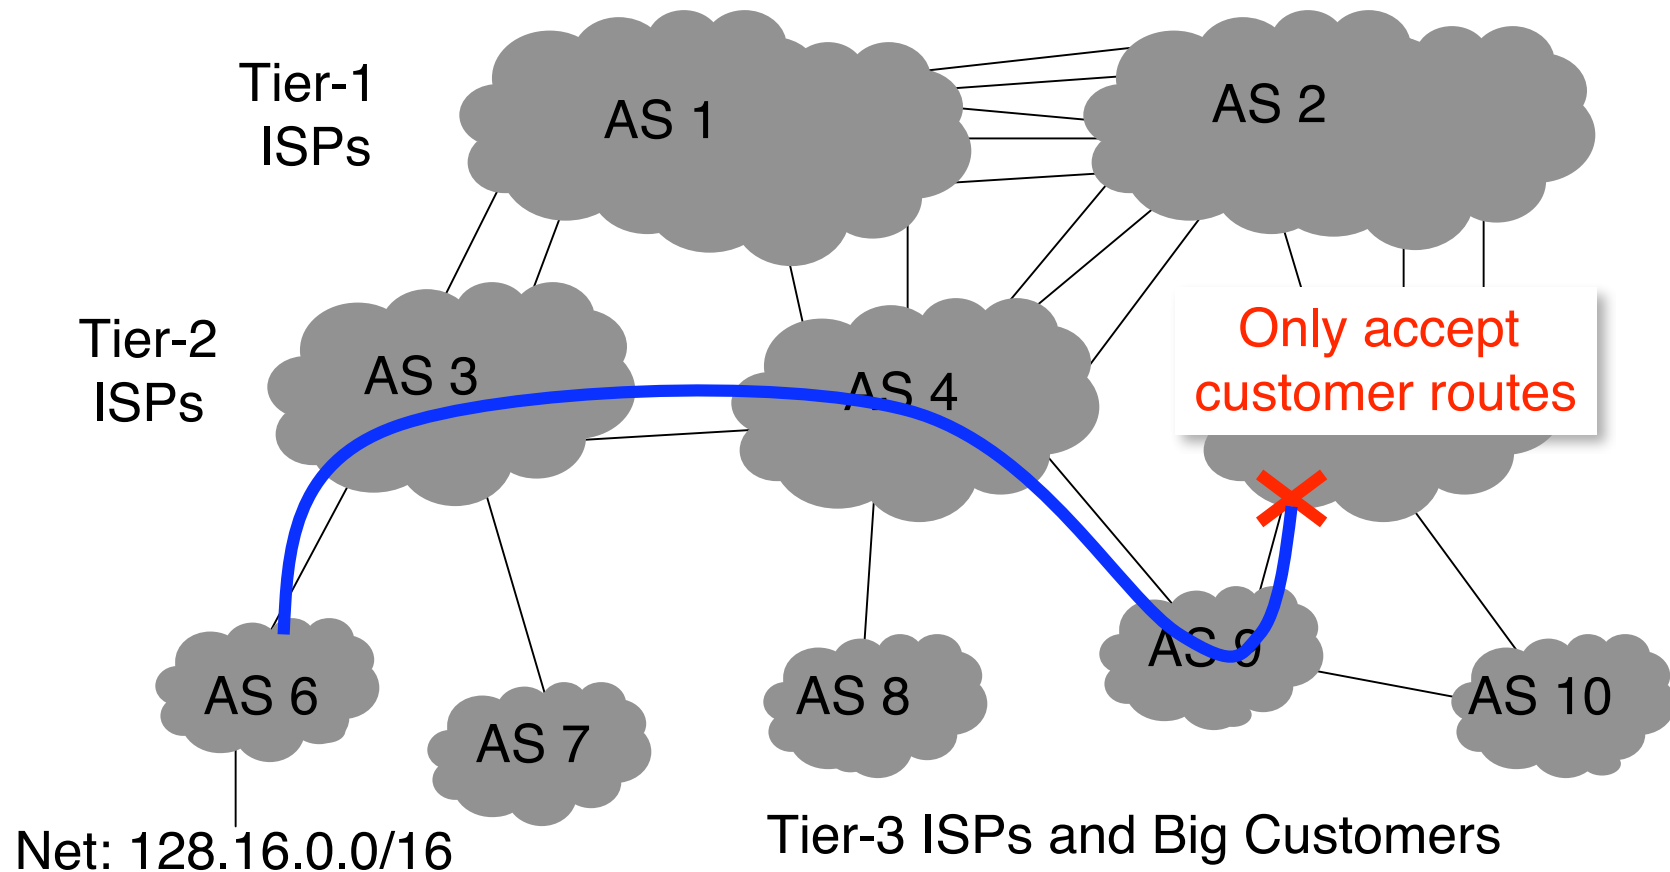 Tier-1
ISPs
AS 1
AS 2
Tier-2
ISPs
AS 3
AS 4
Only accept
customer routes
AS 6
AS 7
AS 8
AS 9
AS 10
Net: 128.16.0.0/16
Tier-3 ISPs and Big Customers